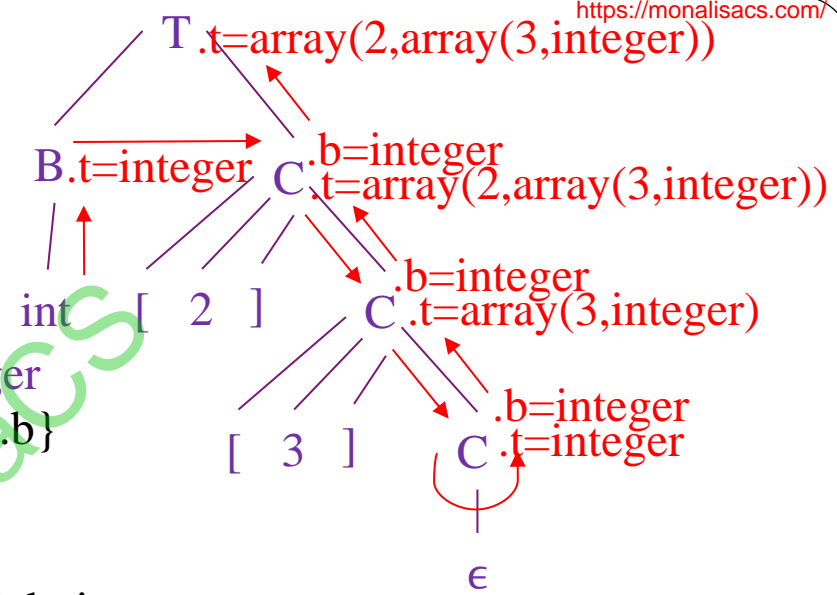 https://monalisacs.com/
T .t=array(2,array(3,integer))
B.t=integer C .b=integer
.t=array(2,array(3,integer))
int [ 2 ] C .b=integer
.t=array(3,integer)
er
.b}
[ 3 ] C .b=integer
.t=integer
ϵ